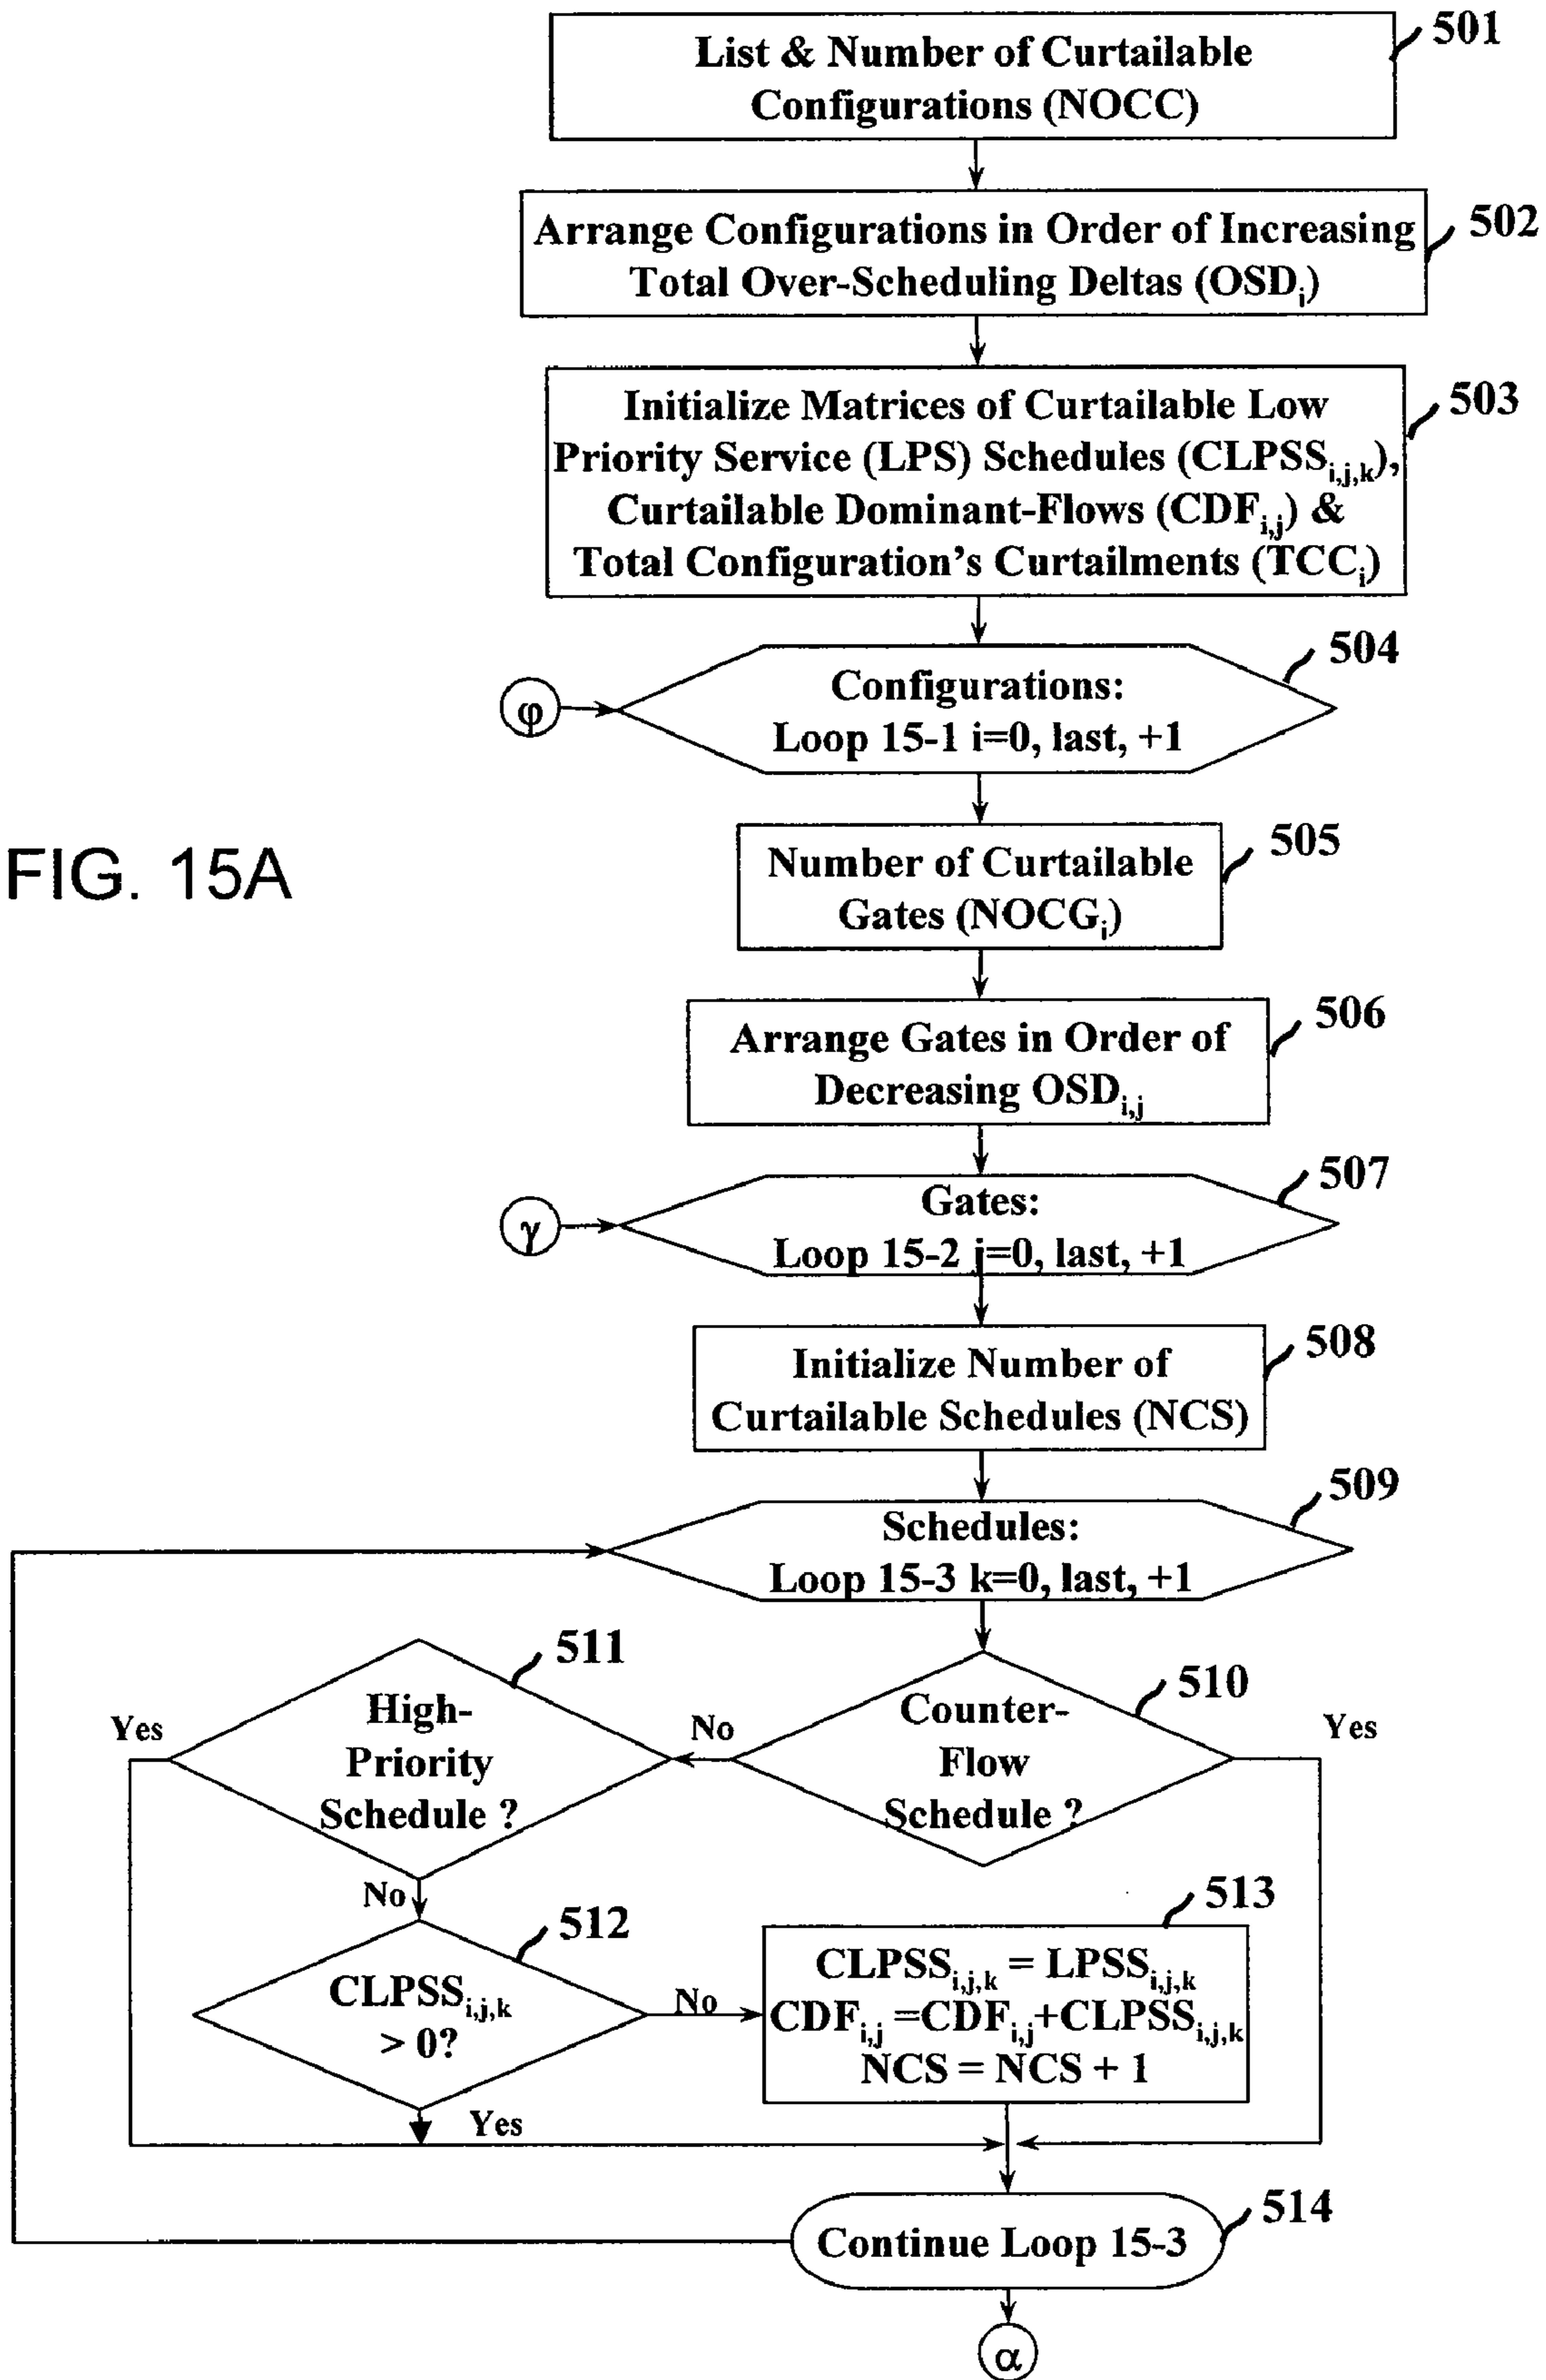 501
List & Number of Curtailable
Configurations (NOCC)
502
Arrange Configurations in Order of Increasing
Total Over-Scheduling Deltas (OSDi)
503
Initialize Matrices of Curtailable Low
Priority Service (LPS) Schedules (CLPSSi,j,k),
Curtailable Dominant-Flows (CDFi,j) &
Total Configuration's Curtailments (TCCi)
504
φ
Configurations:
Loop 15-1 i=0, last, +1
FIG. 15A
505
Number of Curtailable
Gates (NOCGi)
506
Arrange Gates in Order of
Decreasing OSDi,j
507
γ
Gates:
Loop 15-2 j=0, last, +1
508
Initialize Number of
Curtailable Schedules (NCS)
509
Schedules:
Loop 15-3 k=0, last, +1
511
510
Yes
High-
Priority
Schedule ?
No
Counter-
Flow
Schedule ?
Yes
No
512
513
CLPSSi,j,k
> 0?
No
CLPSSi,j,k = LPSSi,j,k
CDFi,j =CDFi,j+CLPSSi,j,k
NCS = NCS + 1
Yes
514
Continue Loop 15-3
α